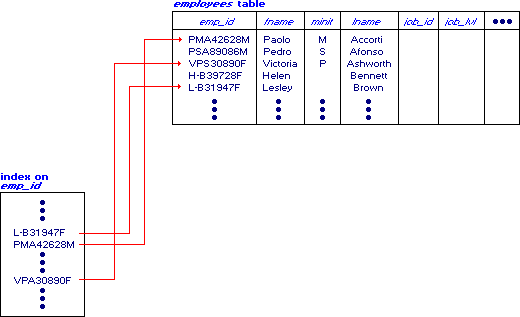 employees table
emp_id fname minit lname job_id job_lvl
PMA42628M Paolo M Accorti
PSA89086M Pedro S Afonso
VPS30890F Victoria P Ashworth
H-B39728F Helen Bennett
L-B31947F Lesley Brown
index on
emp_id
L-B31947F
PMA42628M
VPA30890F